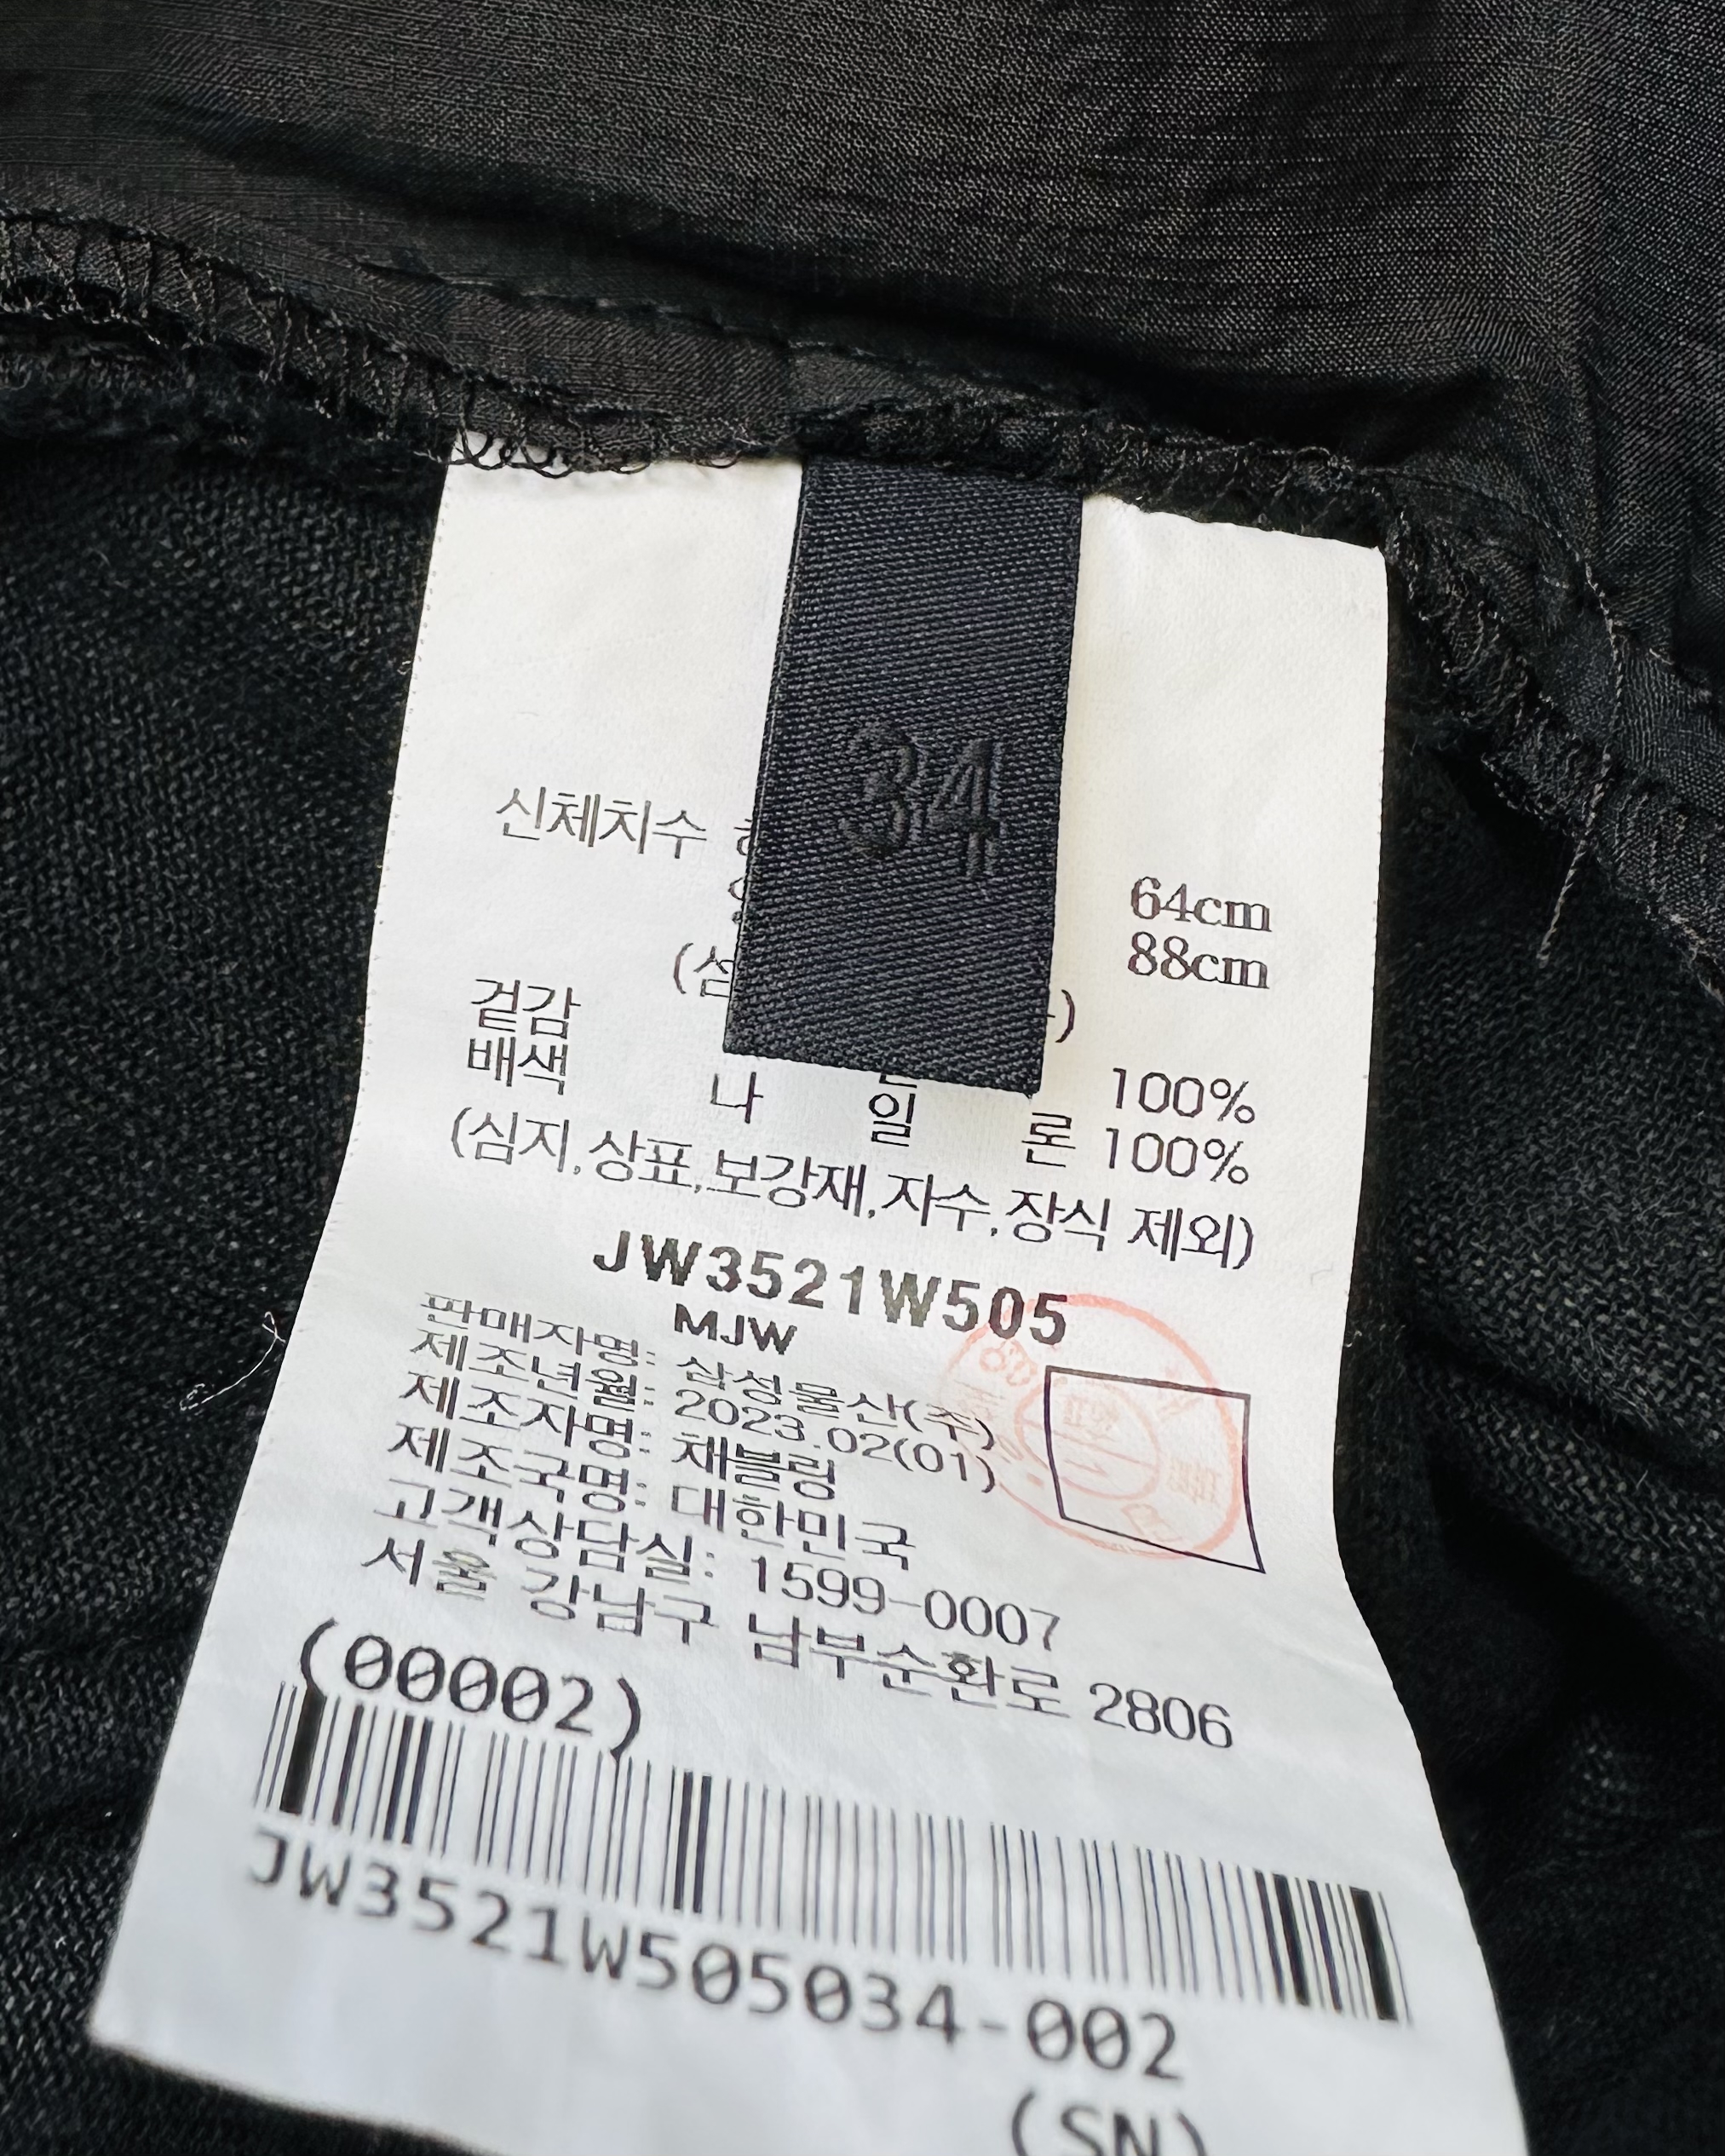 34
신체치수
64cm
88cm
겉감 100%
배색 나 일 론 100%
(심지,상표,보강재,자수,장식 제외)
JW3521W505
MJW
판매자명: 삼성물산(주)
제조년월: 2023.02(01)
제조자명: 채블링
제조국명: 대한민국
고객상담실: 1599-0007
서울 강남구 남부순환로 2806
(00002)
JW3521W505034-002
(SN)